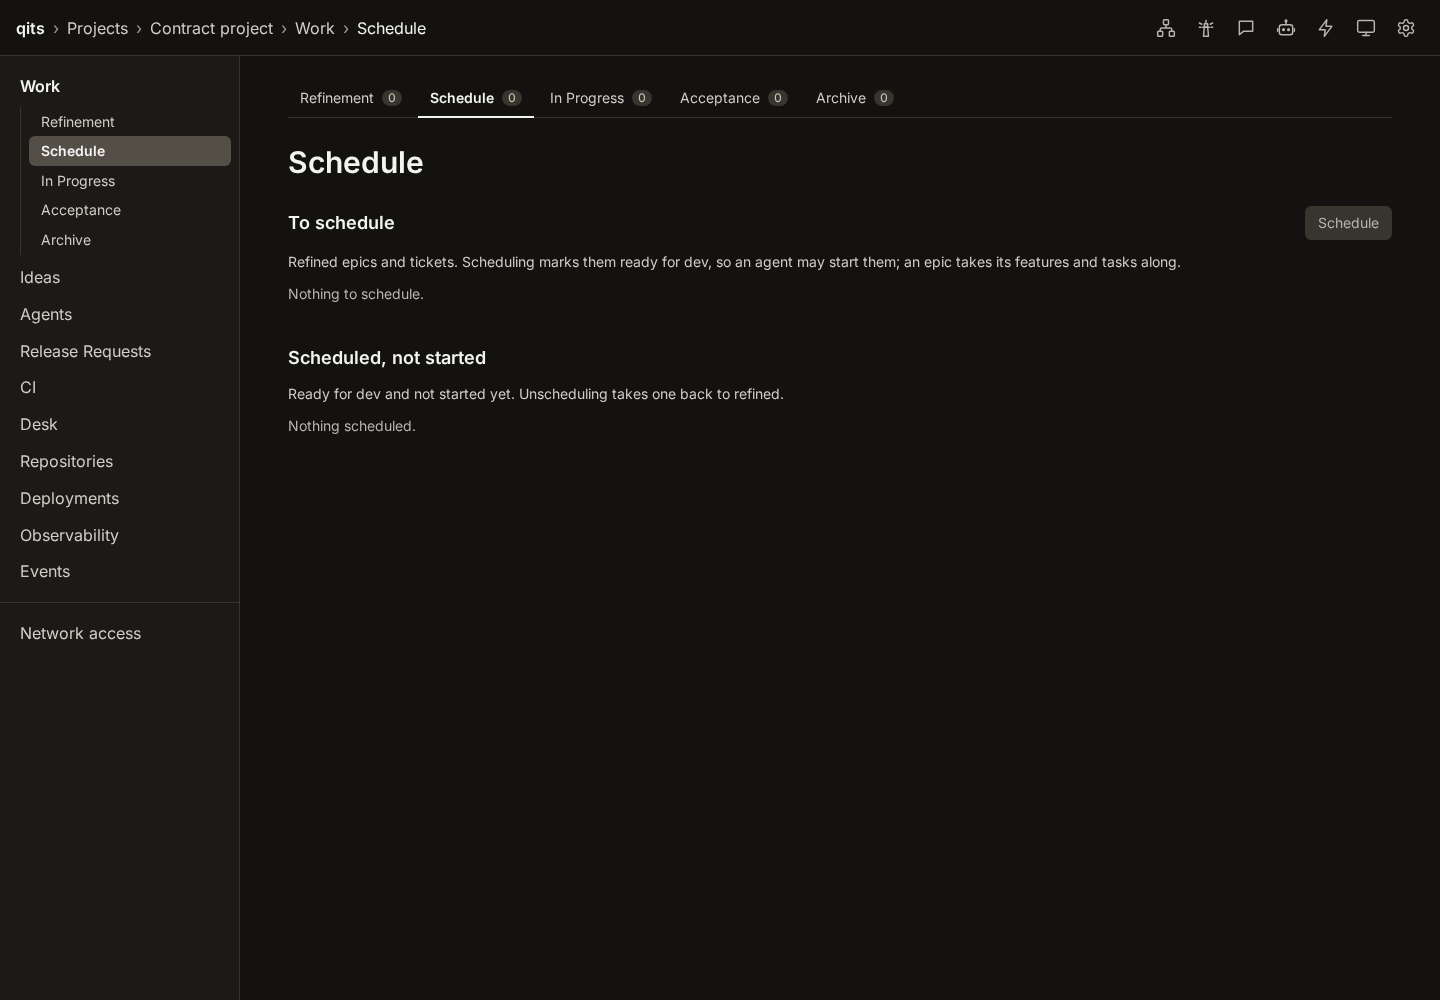 qits › Projects › Contract project › Work › Schedule
Work
Refinement
Schedule
In Progress
Acceptance
Archive
Ideas
Agents
Release Requests
CI
Desk
Repositories
Deployments
Observability
Events
Network access
Refinement 0 Schedule 0 In Progress 0 Acceptance 0 Archive 0
Schedule
To schedule
Schedule
Refined epics and tickets. Scheduling marks them ready for dev, so an agent may start them; an epic takes its features and tasks along.
Nothing to schedule.
Scheduled, not started
Ready for dev and not started yet. Unscheduling takes one back to refined.
Nothing scheduled.